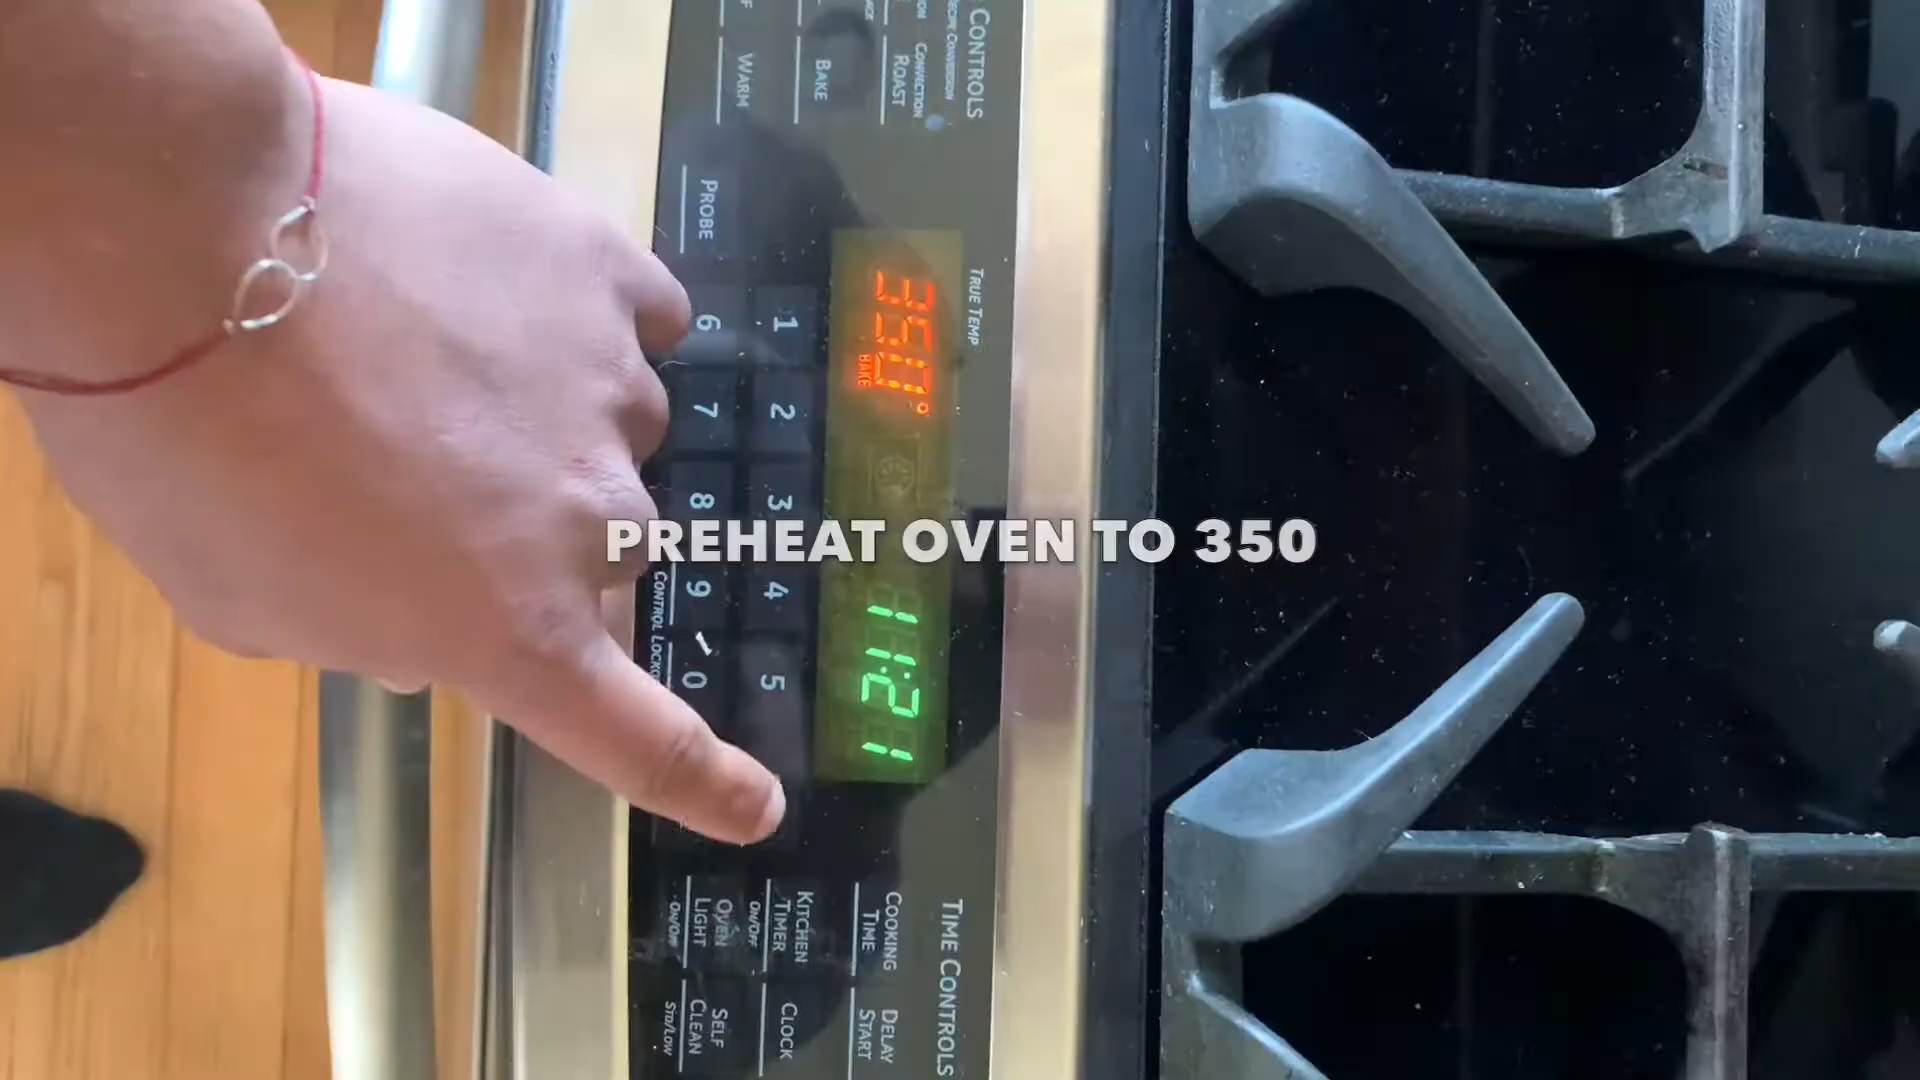 PREHEAT OVEN TO 350
CONTROLS
RECIPE CONVERSION
CONVECTION
ROAST
BAKE
WARM
PROBE
TRUE TEMP
350°
BAKE
11:21
1 2 3 4 5
6 7 8 9 0
TIME CONTROLS
COOKING
TIME
DELAY
START
KITCHEN
TIMER
ON/OFF
CLOCK
OVEN
LIGHT
ON/OFF
SELF
CLEAN
STD/LOW